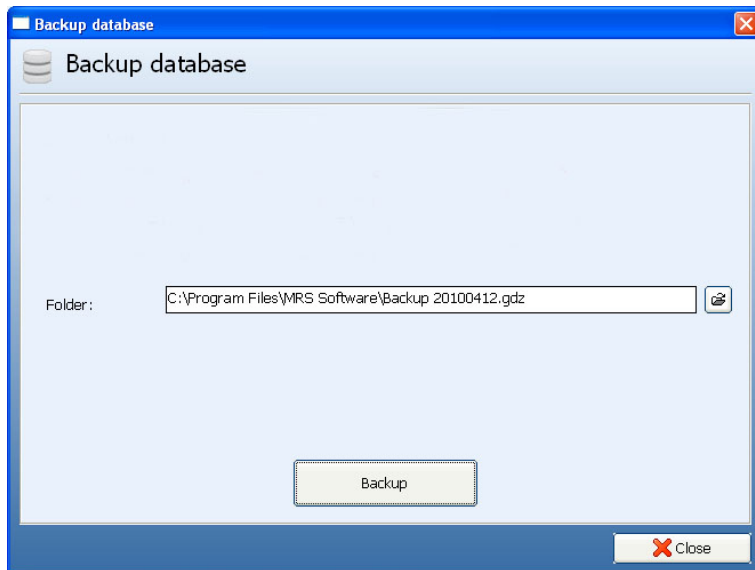 Backup database
Backup database
Folder:
C:\Program Files\MRS Software\Backup 20100412.gdz
Backup
Close